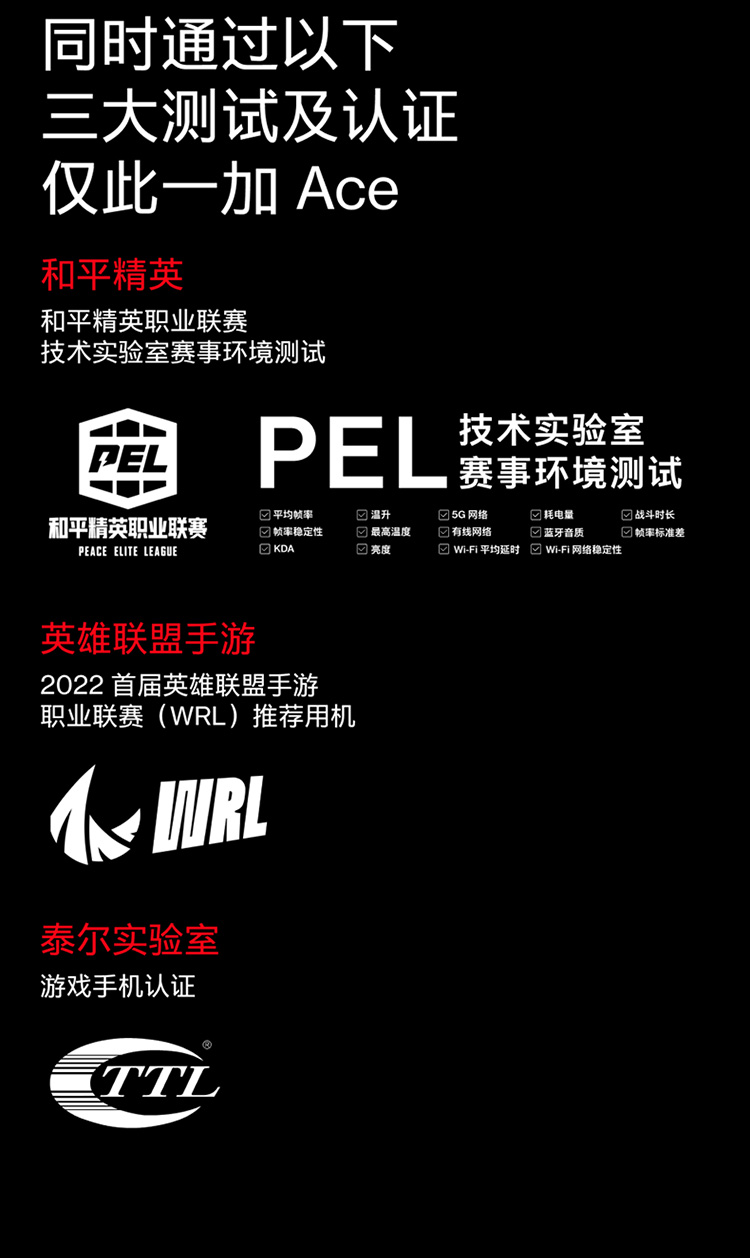 同时通过以下
三大测试及认证
仅此一加 Ace
和平精英
和平精英职业联赛
技术实验室赛事环境测试
PEL
和平精英职业联赛
PEACE ELITE LEAGUE
PEL
技术实验室
赛事环境测试
平均帧率 温升 5G 网络 耗电量 战斗时长
帧率稳定性 最高温度 有线网络 蓝牙音质 帧率标准差
KDA 亮度 Wi-Fi 平均延时 Wi-Fi 网络稳定性
英雄联盟手游
2022 首届英雄联盟手游
职业联赛（WRL）推荐用机
WRL
泰尔实验室
游戏手机认证
CTTL®